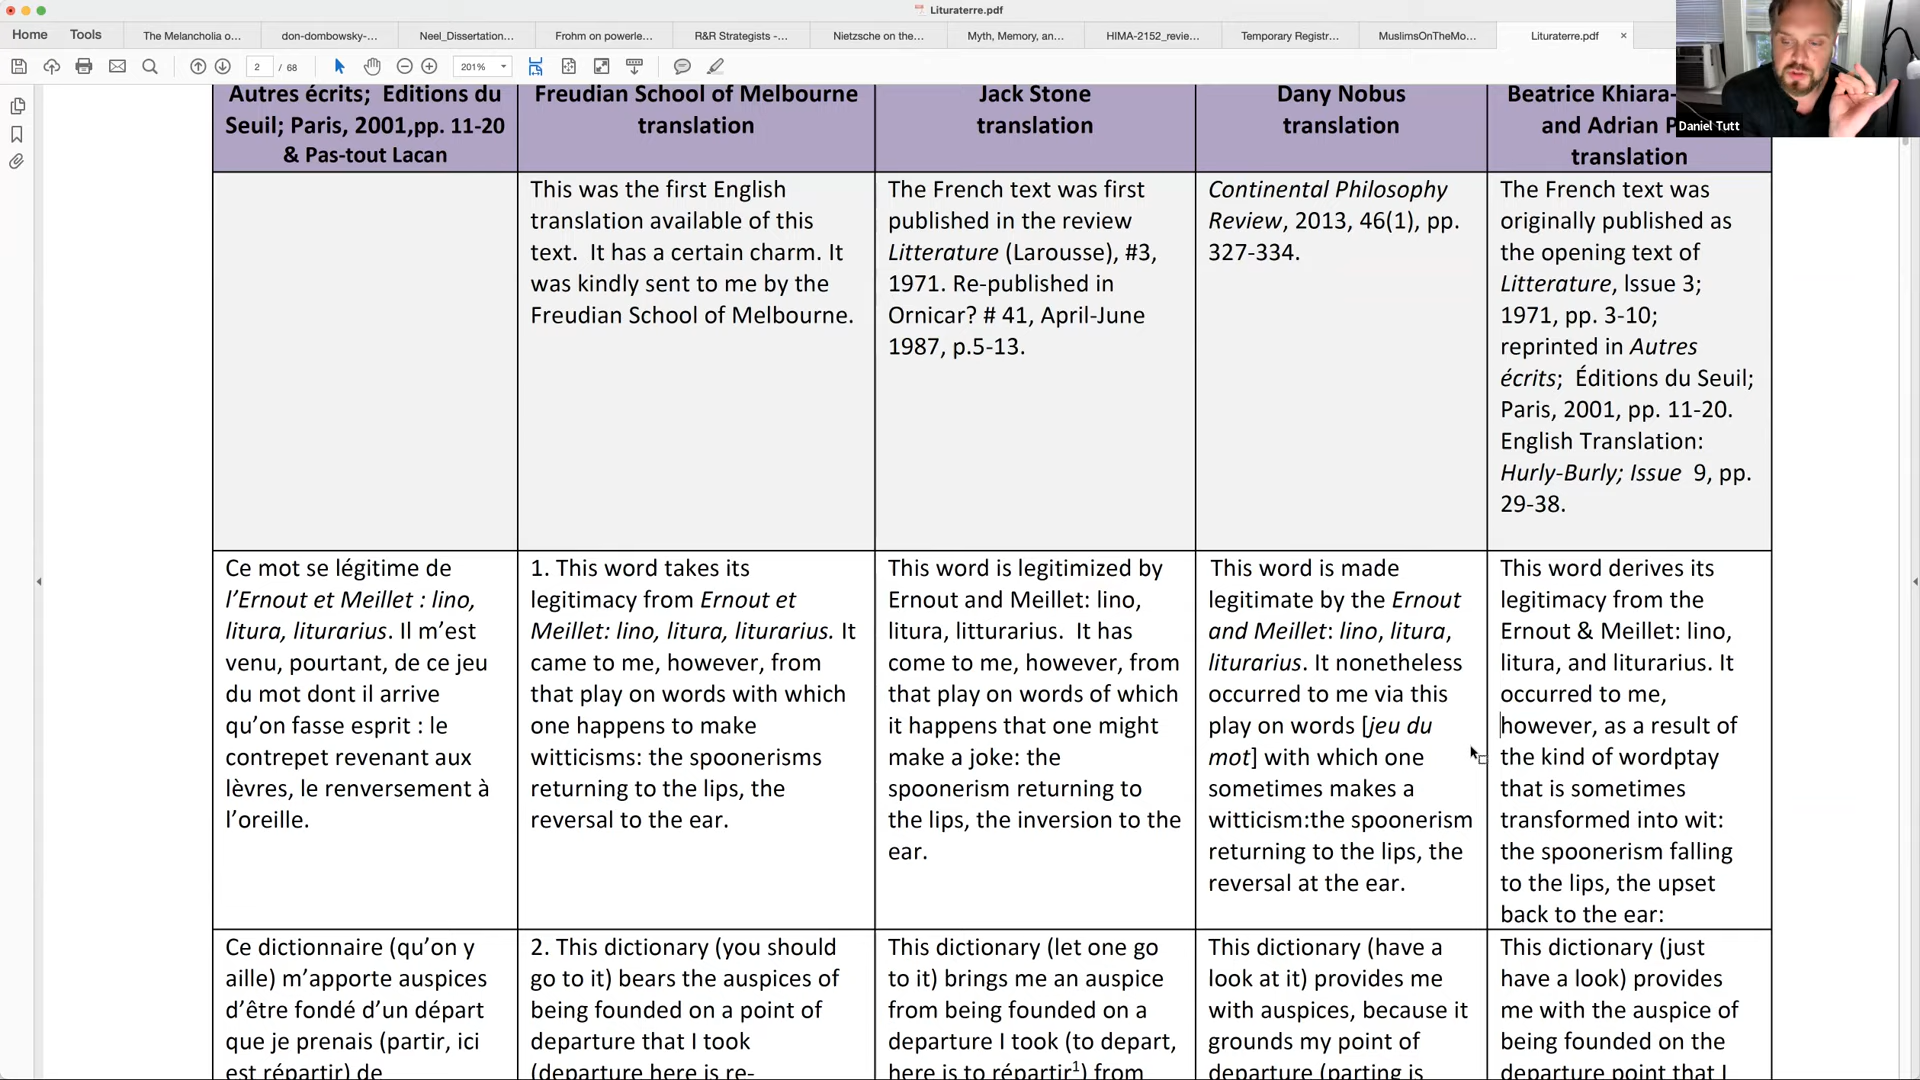 Lituraterre.pdf
Home
Tools
The Melancholia o...
don-dombowsky-...
Neel_Dissertation...
Frohm on powerle...
R&R Strategists -...
Nietzsche on the...
Myth, Memory, an...
HIMA-2152_revie...
Temporary Registr...
MuslimsOnTheMo...
Lituraterre.pdf
2 / 68
201%
Daniel Tutt
Autres écrits; Editions du
Seuil; Paris, 2001,pp. 11-20
& Pas-tout Lacan
Freudian School of Melbourne
translation
Jack Stone
translation
Dany Nobus
translation
Beatrice Khiara-
and Adrian P
translation
This was the first English
translation available of this
text. It has a certain charm. It
was kindly sent to me by the
Freudian School of Melbourne.
The French text was first
published in the review
Litterature (Larousse), #3,
1971. Re-published in
Ornicar? # 41, April-June
1987, p.5-13.
Continental Philosophy
Review, 2013, 46(1), pp.
327-334.
The French text was
originally published as
the opening text of
Litterature, Issue 3;
1971, pp. 3-10;
reprinted in Autres
écrits; Éditions du Seuil;
Paris, 2001, pp. 11-20.
English Translation:
Hurly-Burly; Issue 9, pp.
29-38.
Ce mot se légitime de
l'Ernout et Meillet : lino,
litura, liturarius. Il m'est
venu, pourtant, de ce jeu
du mot dont il arrive
qu'on fasse esprit : le
contrepet revenant aux
lèvres, le renversement à
l'oreille.
1. This word takes its
legitimacy from Ernout et
Meillet: lino, litura, liturarius. It
came to me, however, from
that play on words with which
one happens to make
witticisms: the spoonerisms
returning to the lips, the
reversal to the ear.
This word is legitimized by
Ernout and Meillet: lino,
litura, litturarius. It has
come to me, however, from
that play on words of which
it happens that one might
make a joke: the
spoonerism returning to
the lips, the inversion to the
ear.
This word is made
legitimate by the Ernout
and Meillet: lino, litura,
liturarius. It nonetheless
occurred to me via this
play on words [jeu du
mot] with which one
sometimes makes a
witticism:the spoonerism
returning to the lips, the
reversal at the ear.
This word derives its
legitimacy from the
Ernout & Meillet: lino,
litura, and liturarius. It
occurred to me,
however, as a result of
the kind of wordptay
that is sometimes
transformed into wit:
the spoonerism falling
to the lips, the upset
back to the ear:
Ce dictionnaire (qu'on y
aille) m'apporte auspices
d'être fondé d'un départ
que je prenais (partir, ici
est répartir) de
2. This dictionary (you should
go to it) bears the auspices of
being founded on a point of
departure that I took
(departure here is re-
This dictionary (let one go
to it) brings me an auspice
from being founded on a
departure I took (to depart,
here is to répartir1) from
This dictionary (have a
look at it) provides me
with auspices, because it
grounds my point of
departure (parting is
This dictionary (just
have a look) provides
me with the auspice of
being founded on the
departure point that I